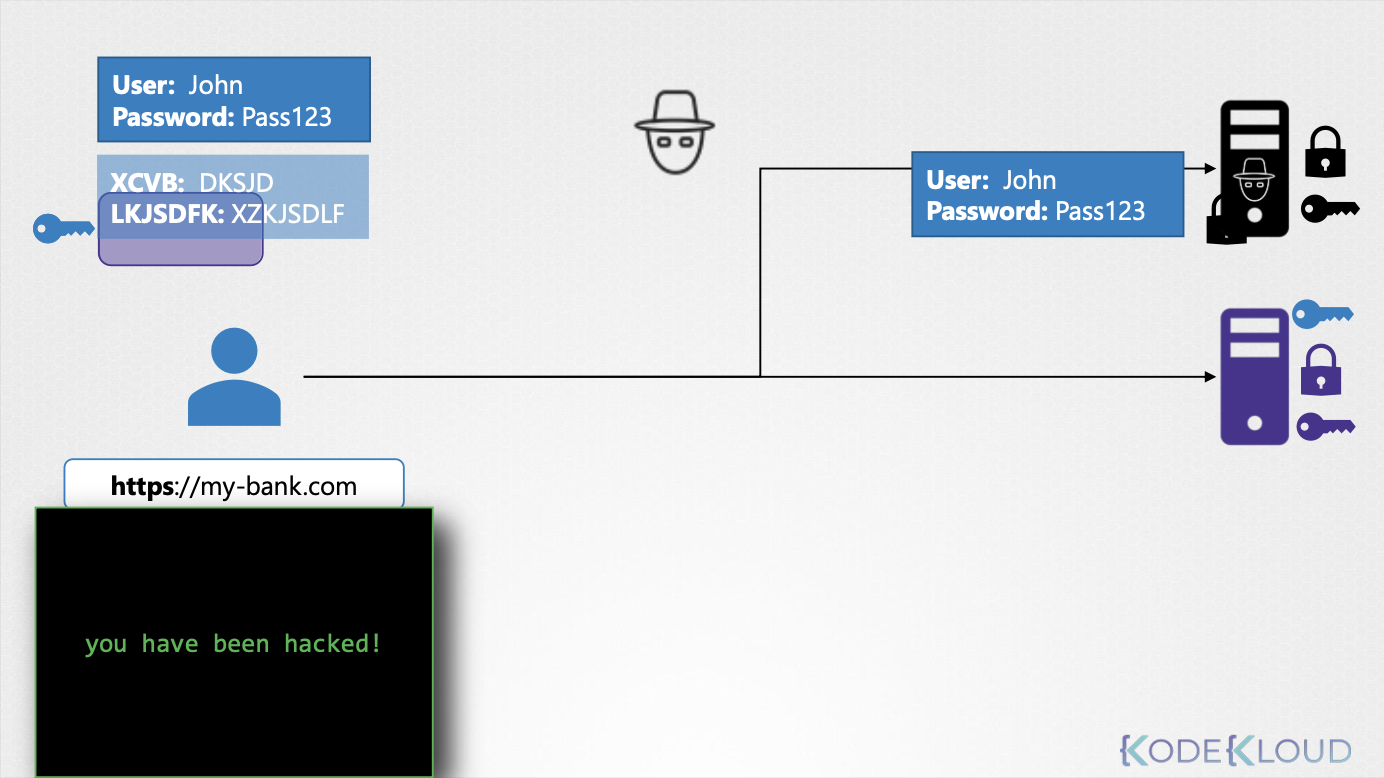 User: John
Password: Pass123
XCVB: DKSJD
LKJSDFK: XZKJSDLF
User: John
Password: Pass123
https://my-bank.com
you have been hacked!
KODEKLOUD